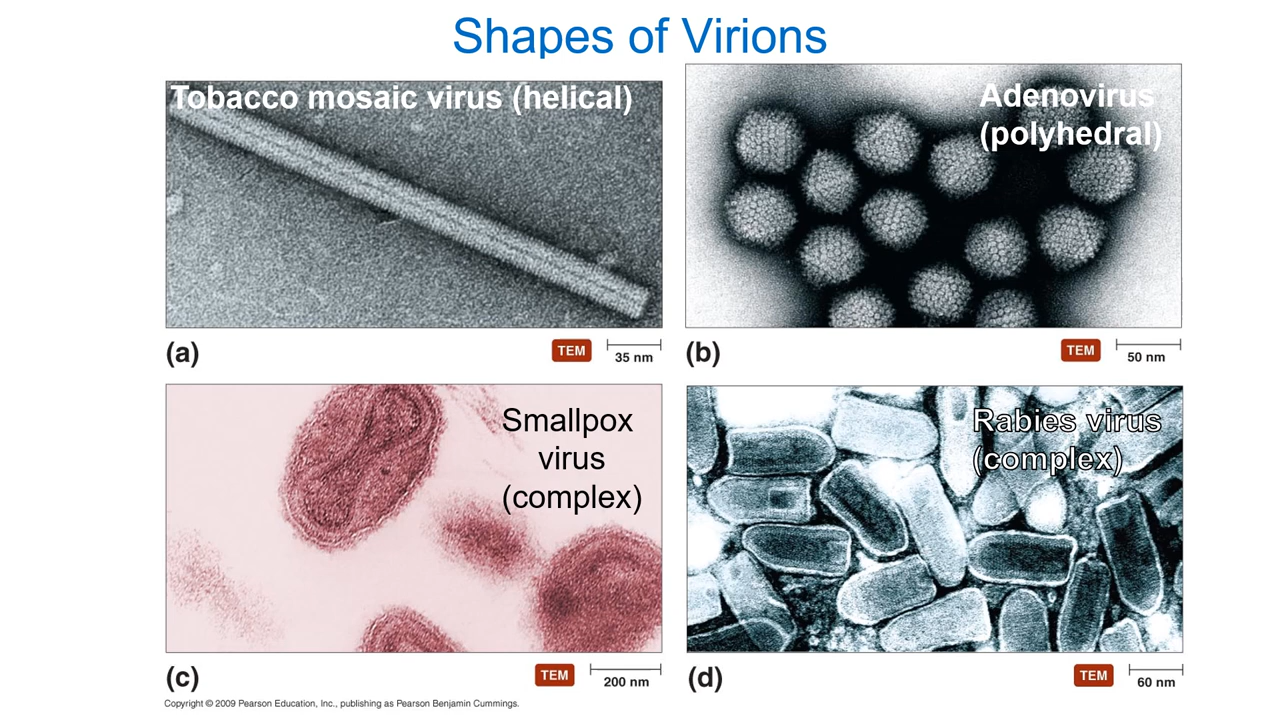 Shapes of Virions
Tobacco mosaic virus (helical)
Adenovirus
(polyhedral)
(a)
TEM
35 nm
(b)
TEM
50 nm
Smallpox
virus
(complex)
Rabies virus
(complex)
(c)
TEM
200 nm
(d)
TEM
60 nm
Copyright © 2009 Pearson Education, Inc., publishing as Pearson Benjamin Cummings.